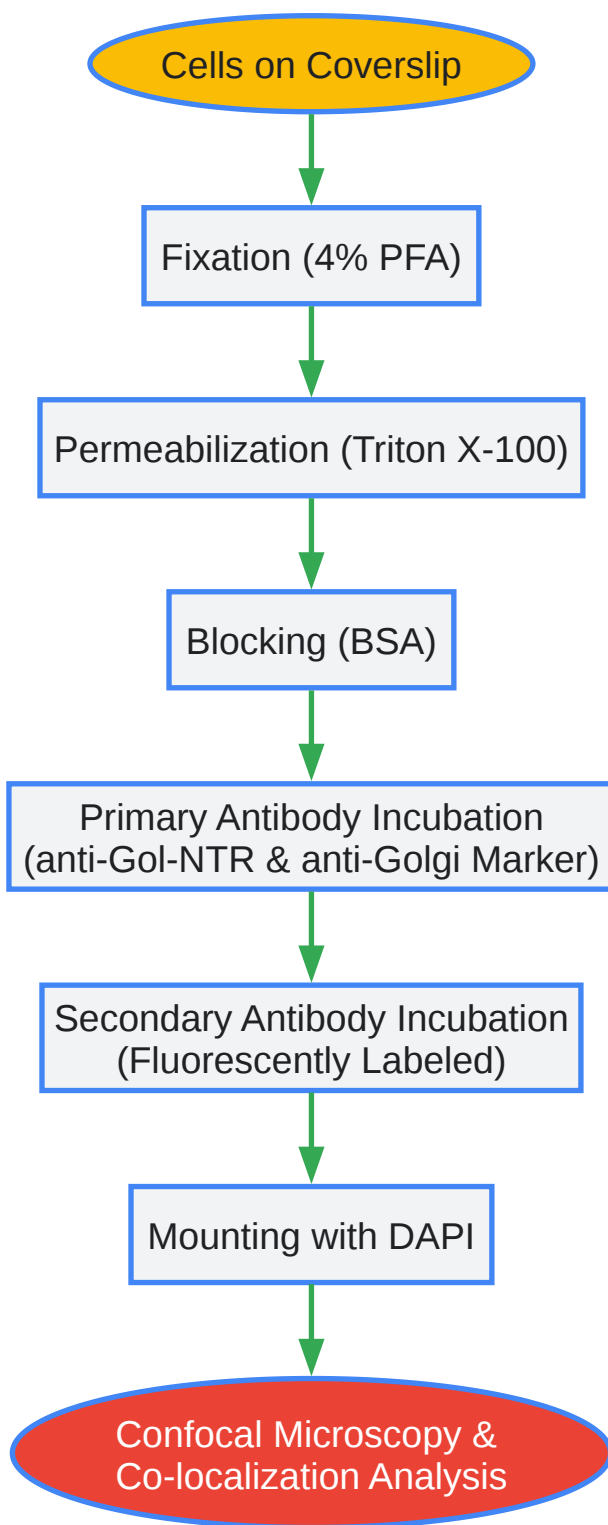 Cells on Coverslip
Fixation (4% PFA)
Permeabilization (Triton X-100)
Blocking (BSA)
Primary Antibody Incubation
(anti-Gol-NTR & anti-Golgi Marker)
Secondary Antibody Incubation
(Fluorescently Labeled)
Mounting with DAPI
Confocal Microscopy &
Co-localization Analysis